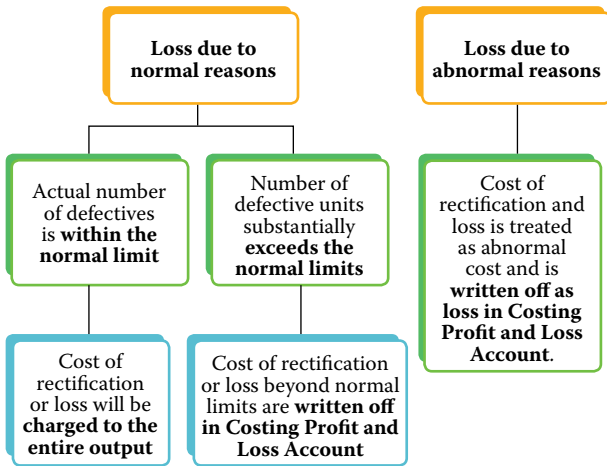 Loss due to
normal reasons
Loss due to
abnormal reasons
Actual number
of defectives
is within the
normal limit
Number of
defective units
substantially
exceeds the
normal limits
Cost of
rectification and
loss is treated
as abnormal
cost and is
written off as
loss in Costing
Profit and Loss
Account.
Cost of
rectification
or loss will be
charged to the
entire output
Cost of rectification
or loss beyond normal
limits are written off
in Costing Profit and
Loss Account